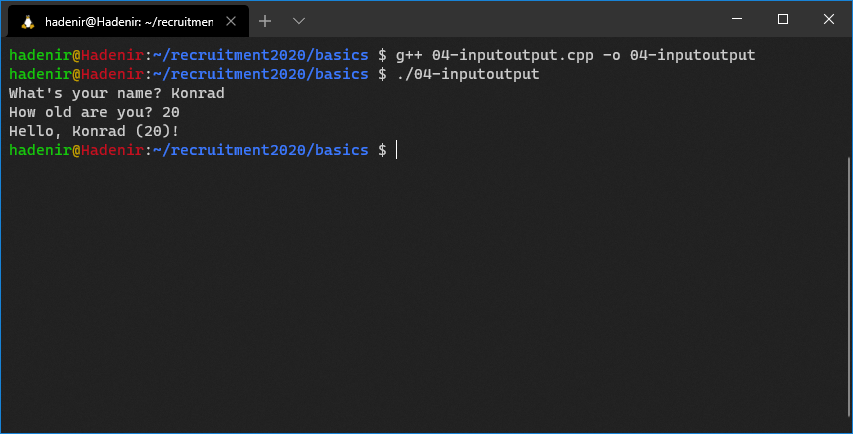 hadenir@Hadenir: ~/recruitmen
hadenir@Hadenir:~/recruitment2020/basics $ g++ 04-inputoutput.cpp -o 04-inputoutput
hadenir@Hadenir:~/recruitment2020/basics $ ./04-inputoutput
What's your name? Konrad
How old are you? 20
Hello, Konrad (20)!
hadenir@Hadenir:~/recruitment2020/basics $